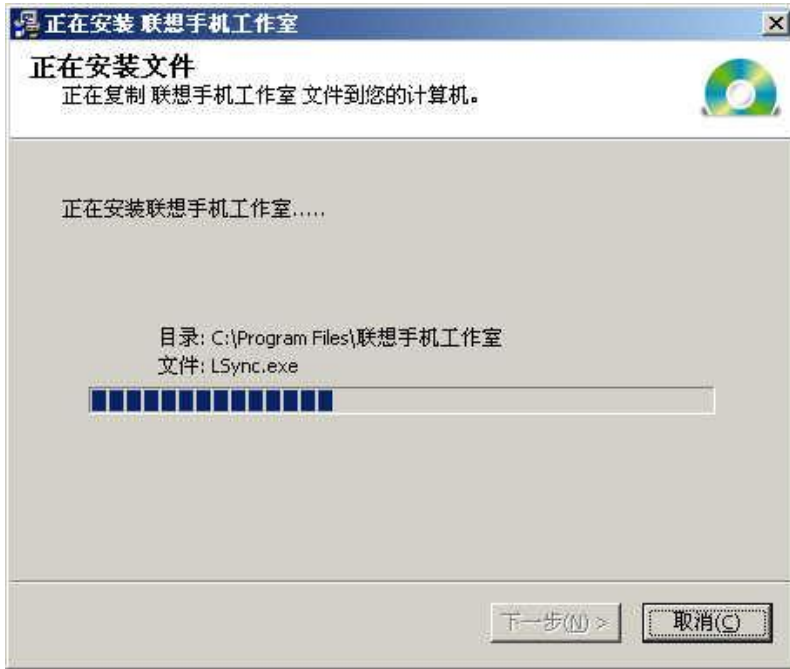 正在安装 联想手机工作室
正在安装文件
正在复制 联想手机工作室 文件到您的计算机。
正在安装联想手机工作室.....
目录: C:\Program Files\联想手机工作室
文件: LSync.exe
下一步(N) >
取消(C)